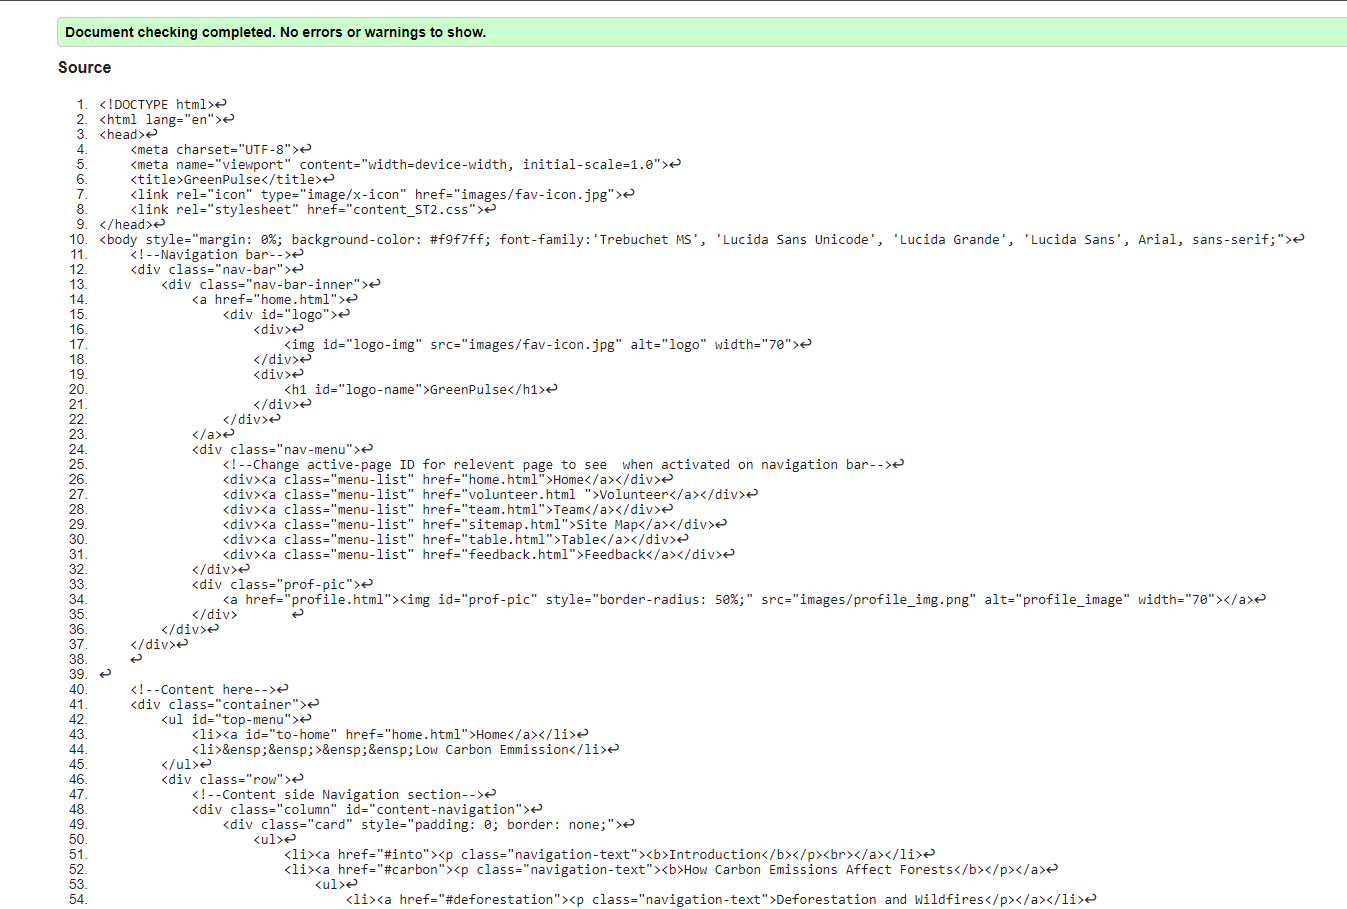 Document checking completed. No errors or warnings to show.
Source
1. <!DOCTYPE html>↩
2. <html lang="en">↩
3. <head>↩
4.     <meta charset="UTF-8">↩
5.     <meta name="viewport" content="width=device-width, initial-scale=1.0">↩
6.     <title>GreenPulse</title>↩
7.     <link rel="icon" type="image/x-icon" href="images/fav-icon.jpg">↩
8.     <link rel="stylesheet" href="content_ST2.css">↩
9. </head>↩
10. <body style="margin: 0%; background-color: #f9f7ff; font-family:'Trebuchet MS', 'Lucida Sans Unicode', 'Lucida Grande', 'Lucida Sans', Arial, sans-serif;">↩
11.     <!--Navigation bar-->↩
12.     <div class="nav-bar">↩
13.         <div class="nav-bar-inner">↩
14.             <a href="home.html">↩
15.                 <div id="logo">↩
16.                     <div>↩
17.                         <img id="logo-img" src="images/fav-icon.jpg" alt="logo" width="70">↩
18.                     </div>↩
19.                     <div>↩
20.                         <h1 id="logo-name">GreenPulse</h1>↩
21.                     </div>↩
22.                 </div>↩
23.             </a>↩
24.             <div class="nav-menu">↩
25.                 <!--Change active-page ID for relevent page to see  when activated on navigation bar-->↩
26.                 <div><a class="menu-list" href="home.html">Home</a></div>↩
27.                 <div><a class="menu-list" href="volunteer.html ">Volunteer</a></div>↩
28.                 <div><a class="menu-list" href="team.html">Team</a></div>↩
29.                 <div><a class="menu-list" href="sitemap.html">Site Map</a></div>↩
30.                 <div><a class="menu-list" href="table.html">Table</a></div>↩
31.                 <div><a class="menu-list" href="feedback.html">Feedback</a></div>↩
32.             </div>↩
33.             <div class="prof-pic">↩
34.                 <a href="profile.html"><img id="prof-pic" style="border-radius: 50%;" src="images/profile_img.png" alt="profile_image" width="70"></a>↩
35.             </div>       ↩
36.         </div>↩
37.     </div>↩
38.     ↩
39. ↩
40.     <!--Content here-->↩
41.     <div class="container">↩
42.         <ul id="top-menu">↩
43.             <li><a id="to-home" href="home.html">Home</a></li>↩
44.             <li>&ensp;&ensp;>&ensp;&ensp;Low Carbon Emmission</li>↩
45.         </ul>↩
46.         <div class="row">↩
47.             <!--Content side Navigation section-->↩
48.             <div class="column" id="content-navigation">↩
49.                 <div class="card" style="padding: 0; border: none;">↩
50.                     <ul>↩
51.                         <li><a href="#into"><p class="navigation-text"><b>Introduction</b></p><br></a></li>↩
52.                         <li><a href="#carbon"><p class="navigation-text"><b>How Carbon Emissions Affect Forests</b></p></a>↩
53.                             <ul>↩
54.                                 <li><a href="#deforestation"><p class="navigation-text">Deforestation and Wildfires</p></a></li>↩